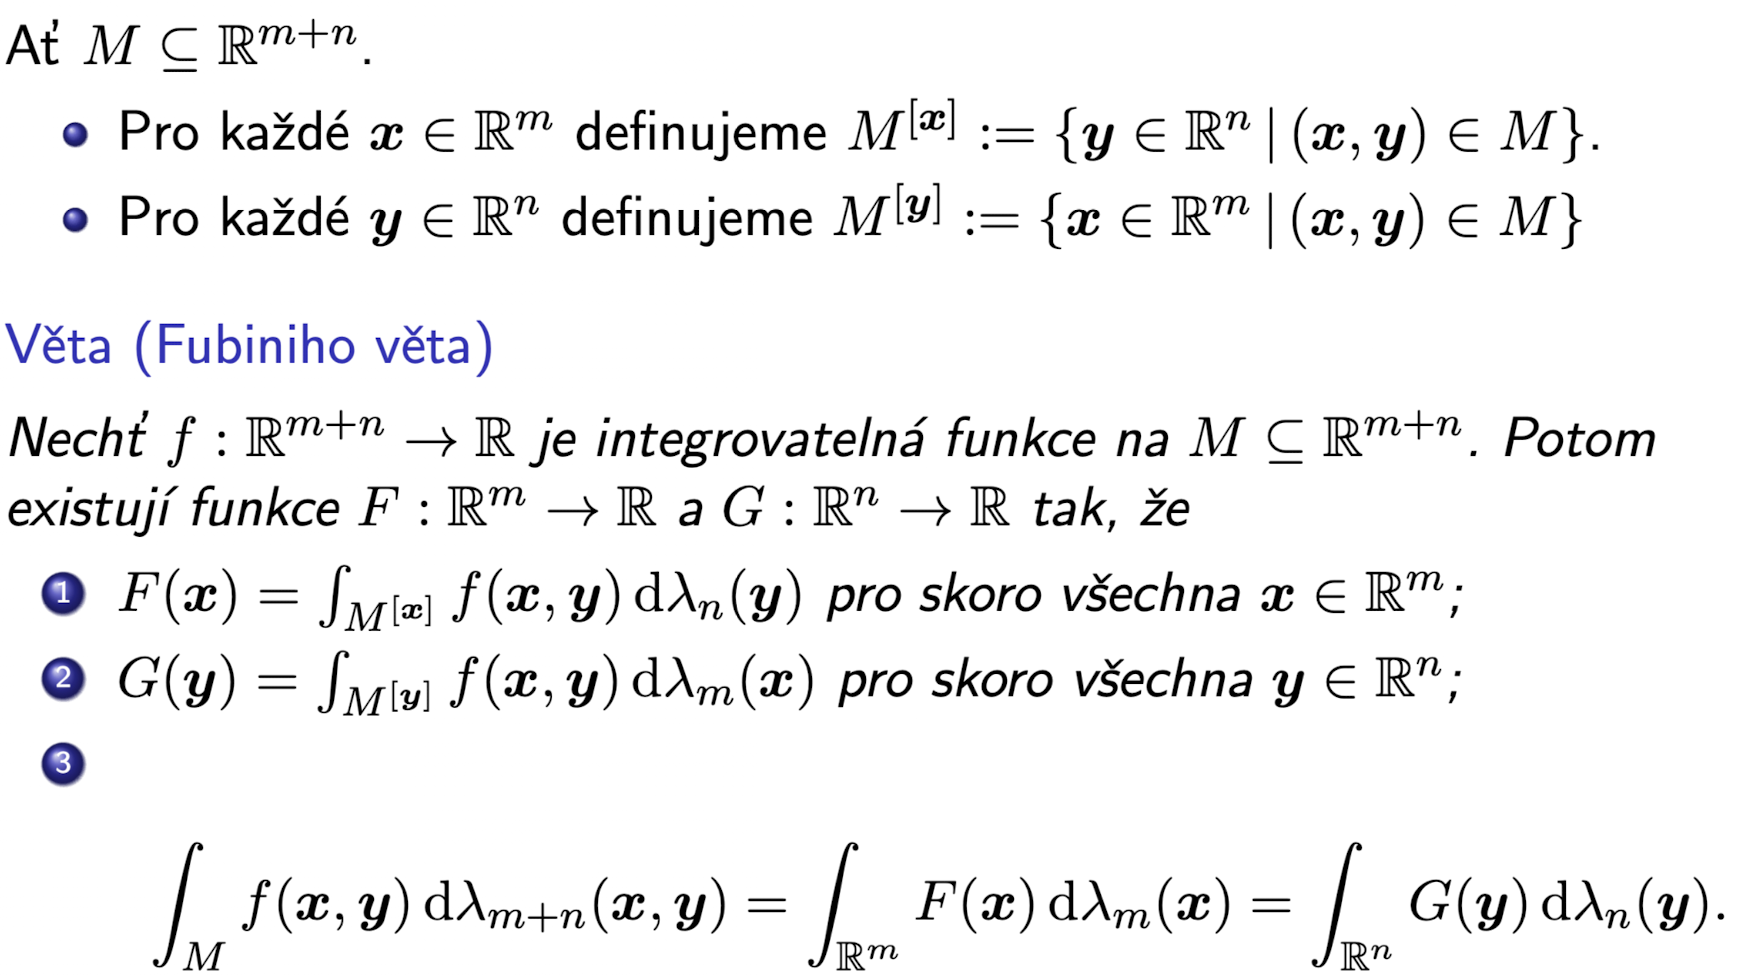 Ať $M \subseteq \mathbb{R}^{m+n}$.
• Pro každé $\boldsymbol{x} \in \mathbb{R}^m$ definujeme $M^{[\boldsymbol{x}]} := \{\boldsymbol{y} \in \mathbb{R}^n \,|\, (\boldsymbol{x}, \boldsymbol{y}) \in M\}$.
• Pro každé $\boldsymbol{y} \in \mathbb{R}^n$ definujeme $M^{[\boldsymbol{y}]} := \{\boldsymbol{x} \in \mathbb{R}^m \,|\, (\boldsymbol{x}, \boldsymbol{y}) \in M\}$
Věta (Fubiniho věta)
Nechť $f : \mathbb{R}^{m+n} \to \mathbb{R}$ je integrovatelná funkce na $M \subseteq \mathbb{R}^{m+n}$. Potom
existují funkce $F : \mathbb{R}^m \to \mathbb{R}$ a $G : \mathbb{R}^n \to \mathbb{R}$ tak, že
1 $F(\boldsymbol{x}) = \int_{M^{[\boldsymbol{x}]}} f(\boldsymbol{x}, \boldsymbol{y}) \, \mathrm{d}\lambda_n(\boldsymbol{y})$ pro skoro všechna $\boldsymbol{x} \in \mathbb{R}^m$;
2 $G(\boldsymbol{y}) = \int_{M^{[\boldsymbol{y}]}} f(\boldsymbol{x}, \boldsymbol{y}) \, \mathrm{d}\lambda_m(\boldsymbol{x})$ pro skoro všechna $\boldsymbol{y} \in \mathbb{R}^n$;
3
$\int_M f(\boldsymbol{x}, \boldsymbol{y}) \, \mathrm{d}\lambda_{m+n}(\boldsymbol{x}, \boldsymbol{y}) = \int_{\mathbb{R}^m} F(\boldsymbol{x}) \, \mathrm{d}\lambda_m(\boldsymbol{x}) = \int_{\mathbb{R}^n} G(\boldsymbol{y}) \, \mathrm{d}\lambda_n(\boldsymbol{y}).$